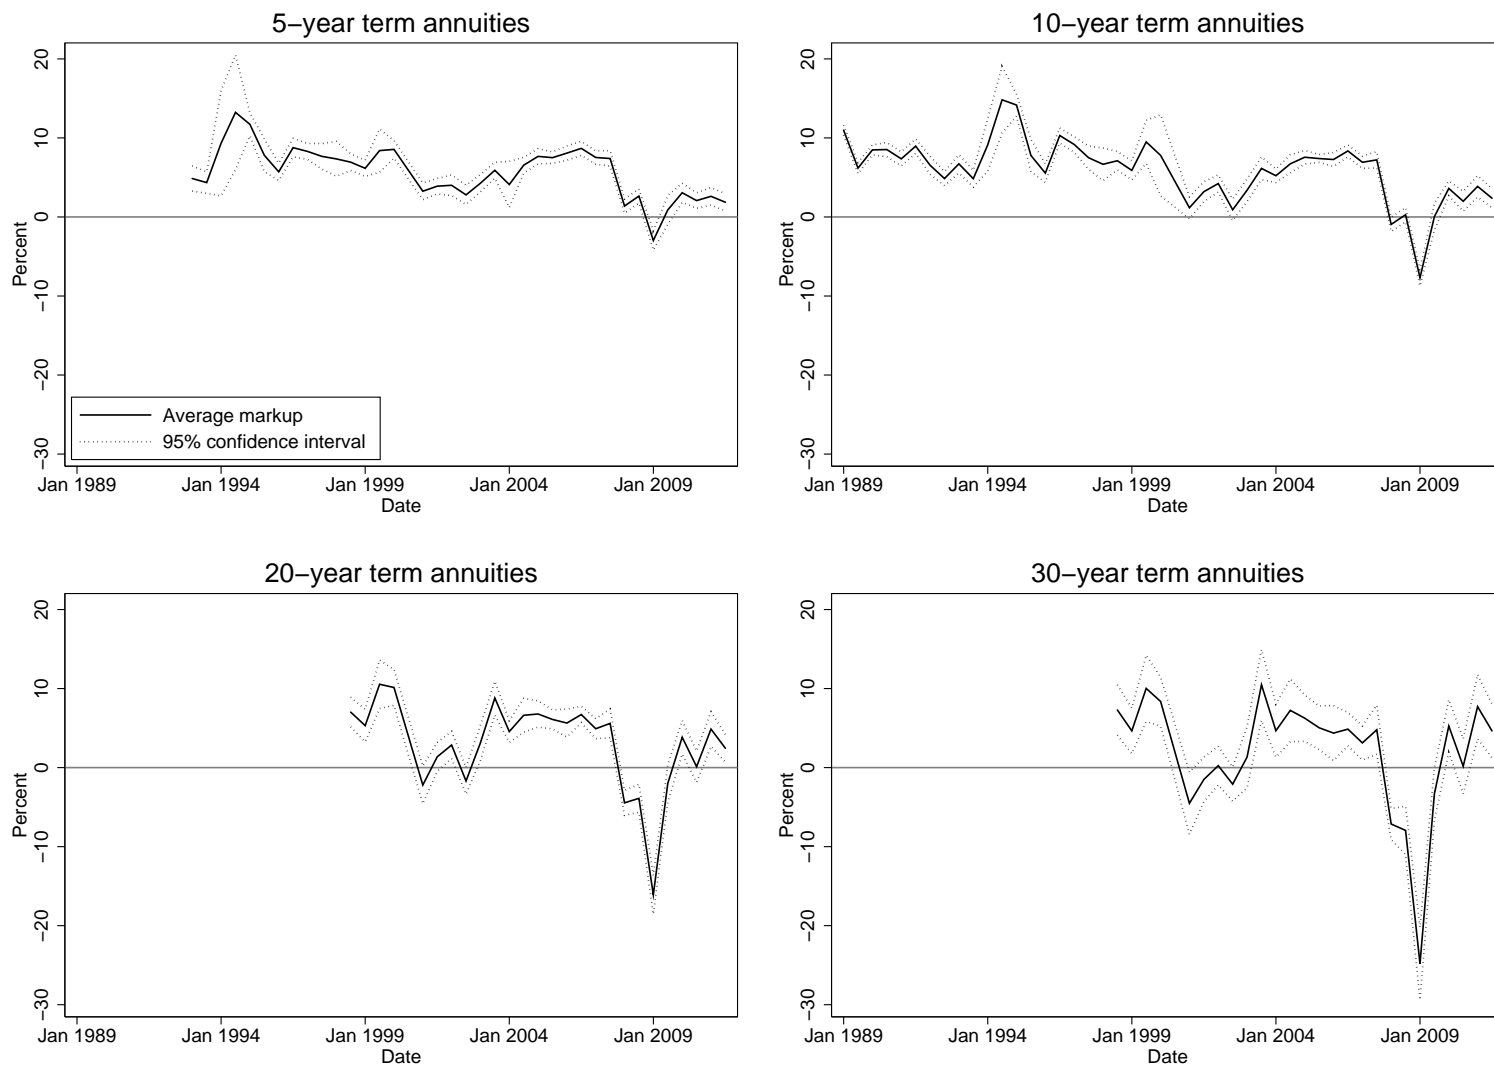 5−year term annuities
Percent
20
10
0
−10
−20
−30
Average markup
95% confidence interval
Jan 1989 Jan 1994 Jan 1999 Jan 2004 Jan 2009
Date
10−year term annuities
Percent
20
10
0
−10
−20
−30
Jan 1989 Jan 1994 Jan 1999 Jan 2004 Jan 2009
Date
20−year term annuities
Percent
20
10
0
−10
−20
−30
Jan 1989 Jan 1994 Jan 1999 Jan 2004 Jan 2009
Date
30−year term annuities
Percent
20
10
0
−10
−20
−30
Jan 1989 Jan 1994 Jan 1999 Jan 2004 Jan 2009
Date